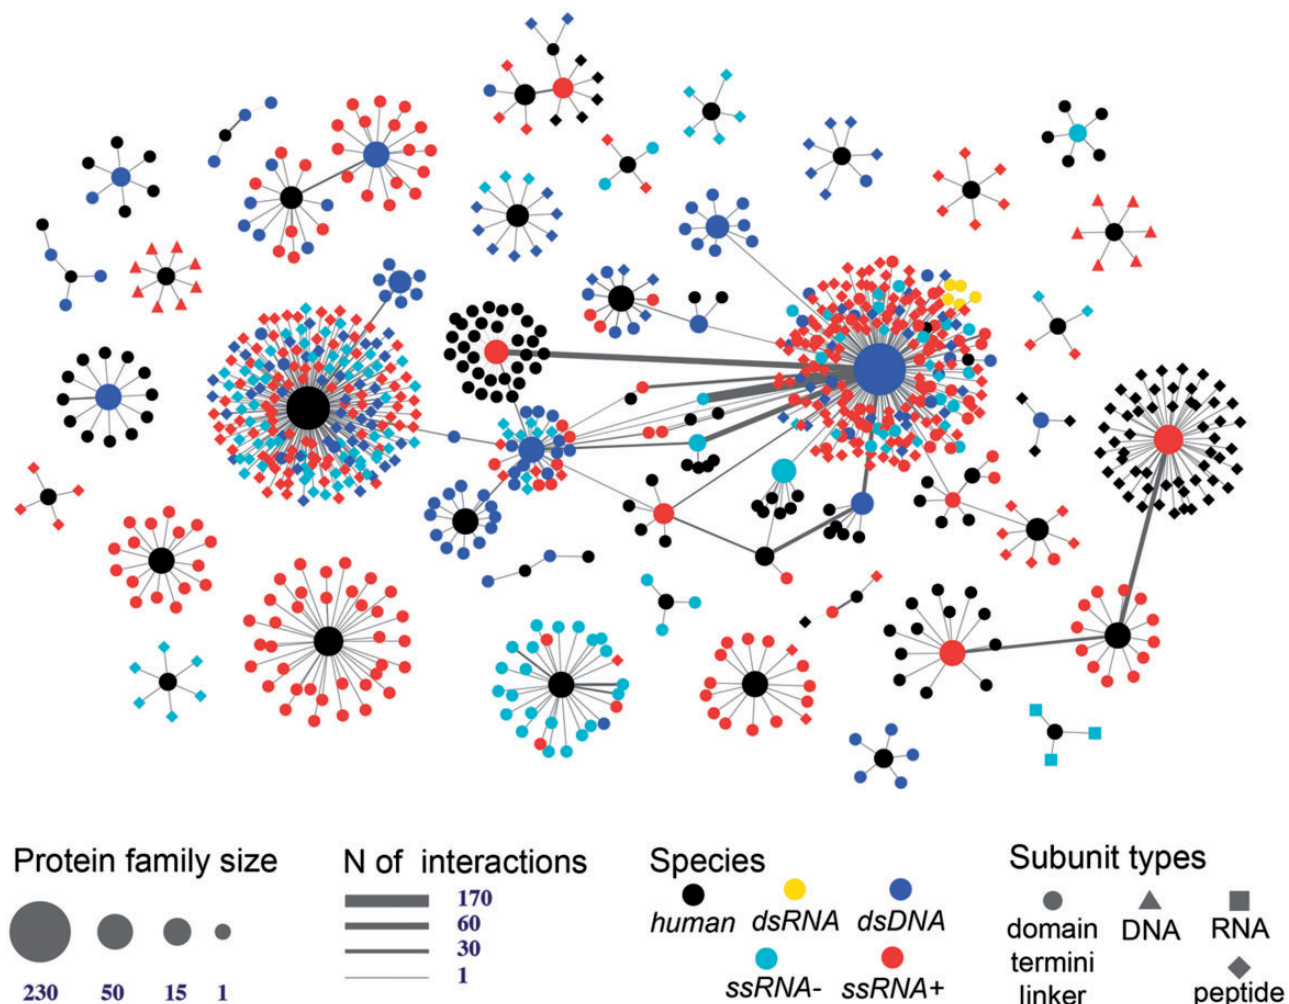 Protein family size
230 50 15 1
N of interactions
170
60
30
1
Species
human dsRNA dsDNA
ssRNA- ssRNA+
Subunit types
domain DNA RNA
termini
linker peptide